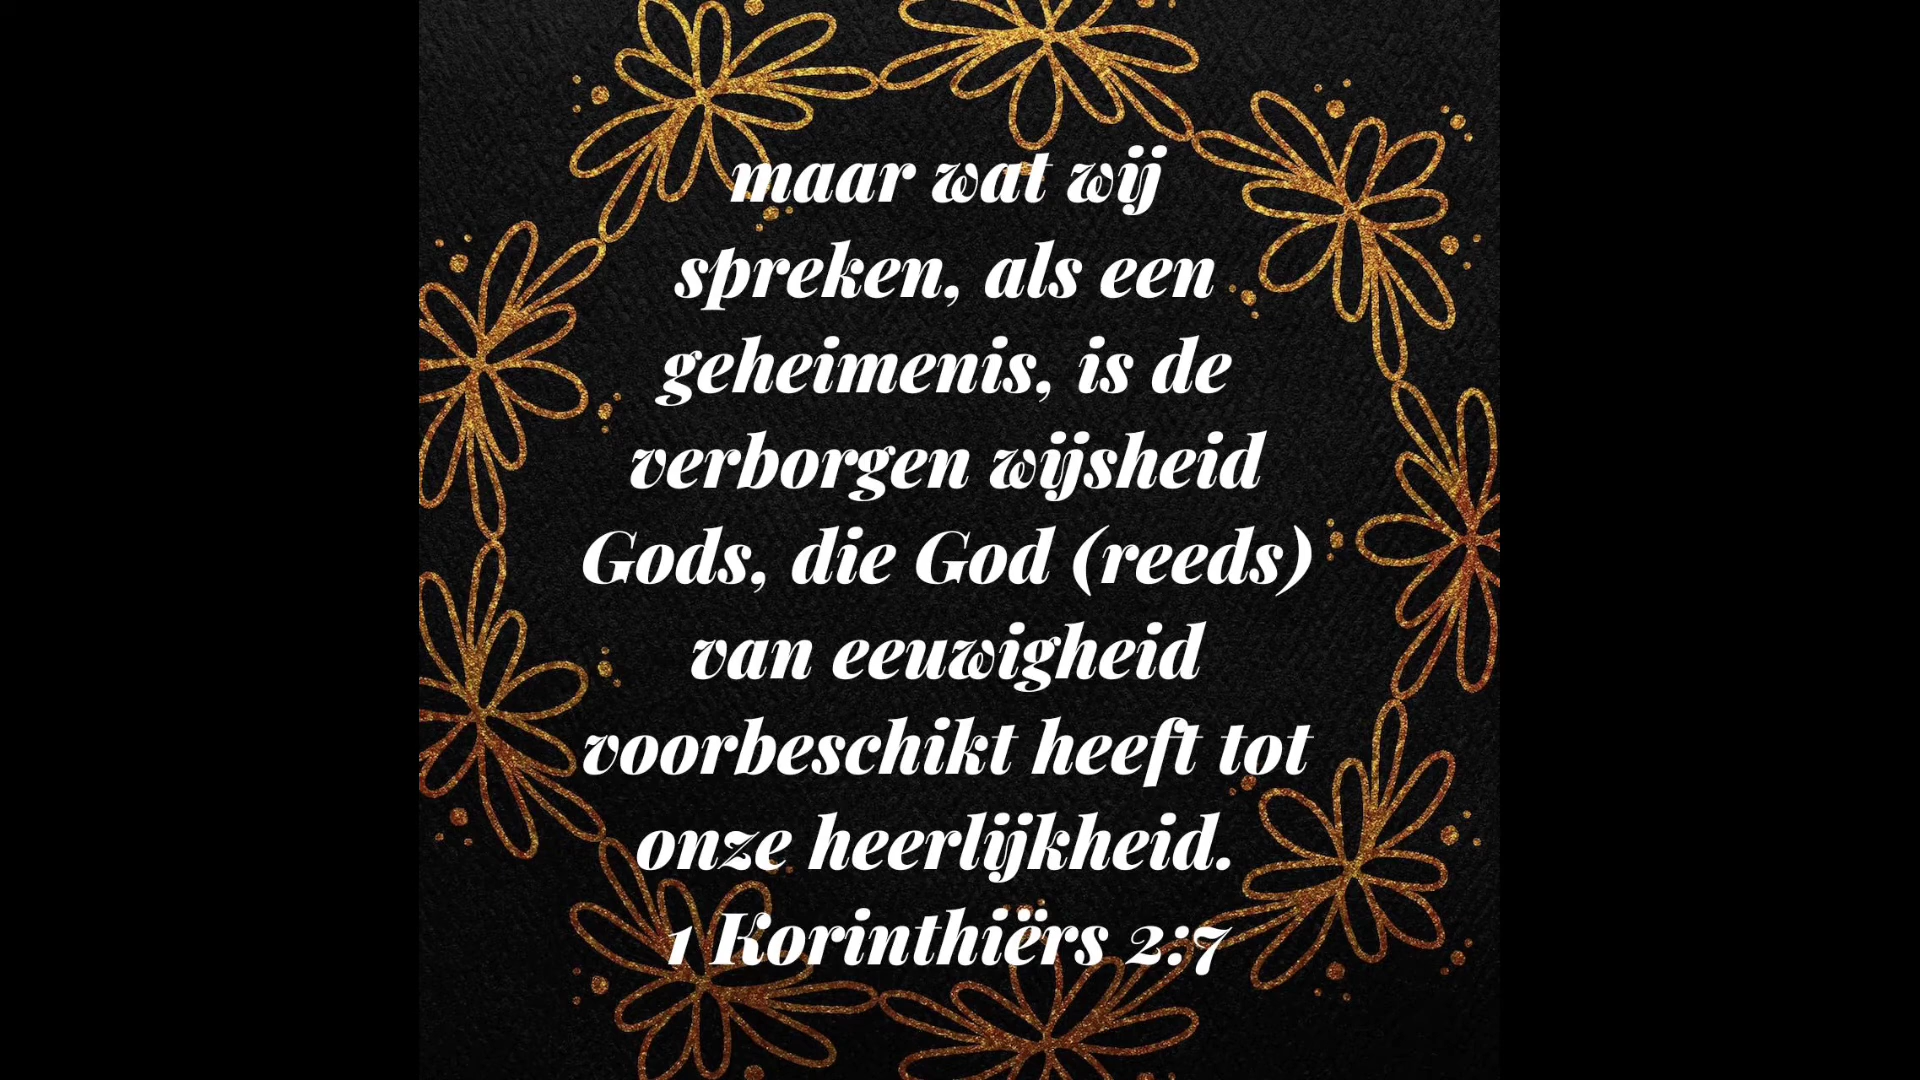 maar wat wij
spreken, als een
geheimenis, is de
verborgen wijsheid
Gods, die God (reeds)
van eeuwigheid
voorbeschikt heeft tot
onze heerlijkheid.
1 Korinthiërs 2:7